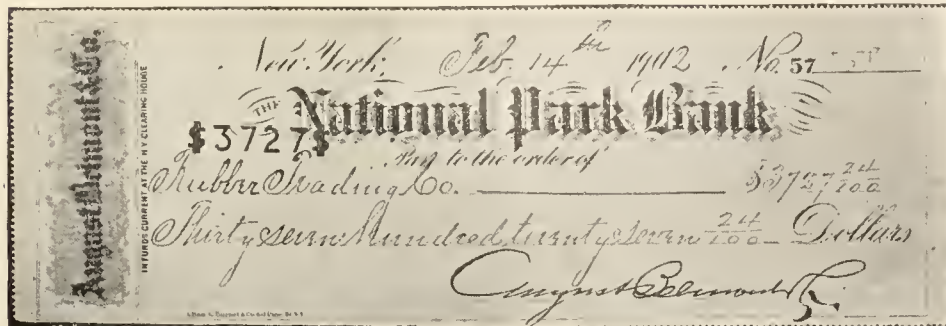 August Belmont & Co.
IN FUNDS CURRENT AT THE N.Y. CLEARING HOUSE
New York, Feb. 14th 1902 No. 57
THE National Park Bank
$3727$
Pay to the order of
Rubber Trading Co. $3727 24/100
Thirty seven hundred twenty seven 24/100 Dollars
August Belmont & Co.